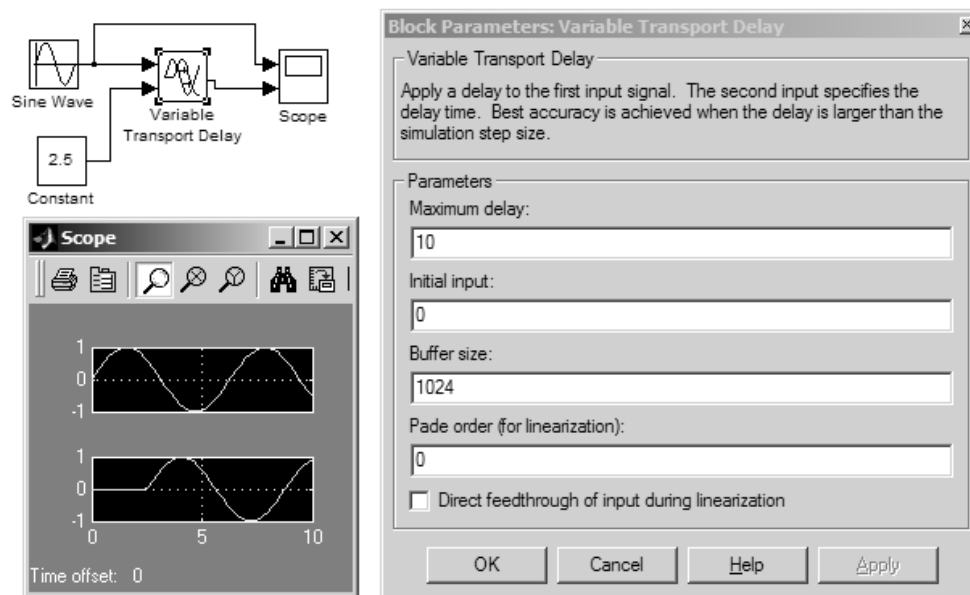 Sine Wave
Variable
Transport Delay
Scope
2.5
Constant
Scope
1
0
-1
1
0
-1
0 5 10
Time offset: 0
Block Parameters: Variable Transport Delay
Variable Transport Delay
Apply a delay to the first input signal. The second input specifies the
delay time. Best accuracy is achieved when the delay is larger than the
simulation step size.
Parameters
Maximum delay:
10
Initial input:
0
Buffer size:
1024
Pade order (for linearization):
0
Direct feedthrough of input during linearization
OK Cancel Help Apply